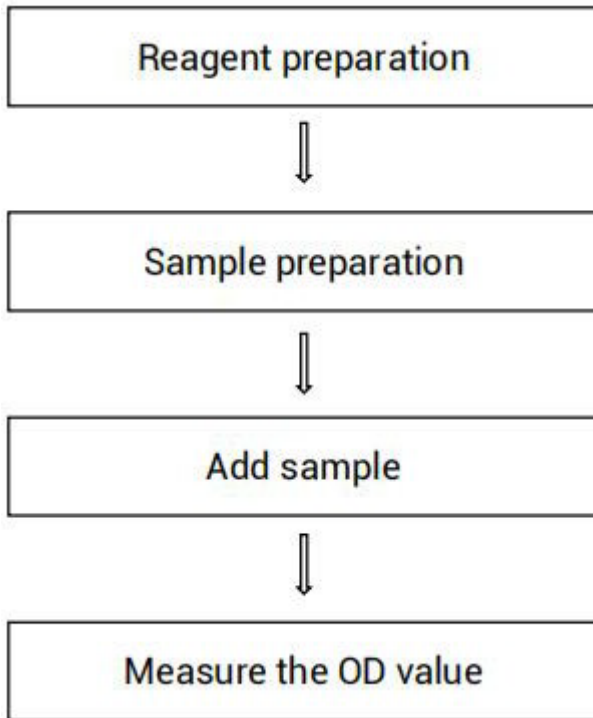 Reagent preparation
Sample preparation
Add sample
Measure the OD value